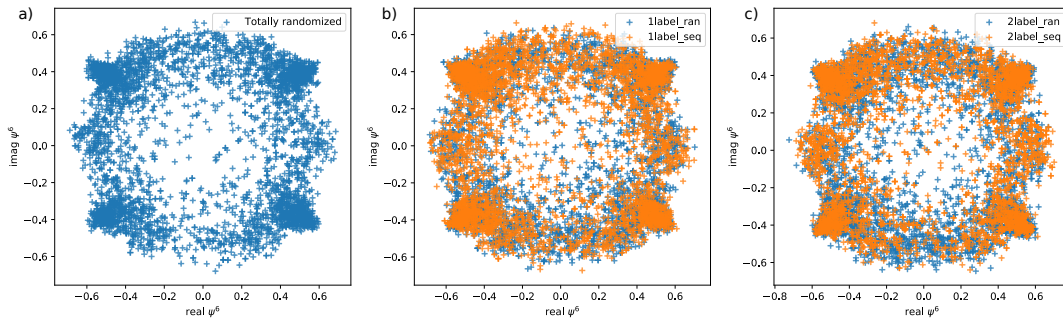 a)
Totally randomized
0.6
0.4
0.2
0.0
−0.2
−0.4
−0.6
imag ψ⁶
−0.6 −0.4 −0.2 0.0 0.2 0.4 0.6
real ψ⁶
b)
1label_ran
1label_seq
0.6
0.4
0.2
0.0
−0.2
−0.4
−0.6
imag ψ⁶
−0.6 −0.4 −0.2 0.0 0.2 0.4 0.6
real ψ⁶
c)
2label_ran
2label_seq
0.6
0.4
0.2
0.0
−0.2
−0.4
−0.6
imag ψ⁶
−0.8 −0.6 −0.4 −0.2 0.0 0.2 0.4 0.6
real ψ⁶